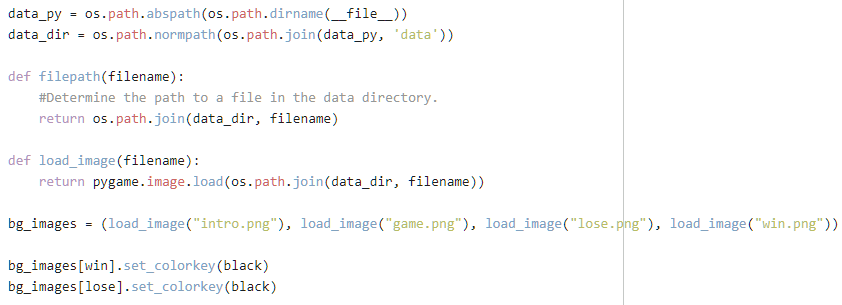 data_py = os.path.abspath(os.path.dirname(__file__))
data_dir = os.path.normpath(os.path.join(data_py, 'data'))

def filepath(filename):
    #Determine the path to a file in the data directory.
    return os.path.join(data_dir, filename)

def load_image(filename):
    return pygame.image.load(os.path.join(data_dir, filename))

bg_images = (load_image("intro.png"), load_image("game.png"), load_image("lose.png"), load_image("win.png"))

bg_images[win].set_colorkey(black)
bg_images[lose].set_colorkey(black)